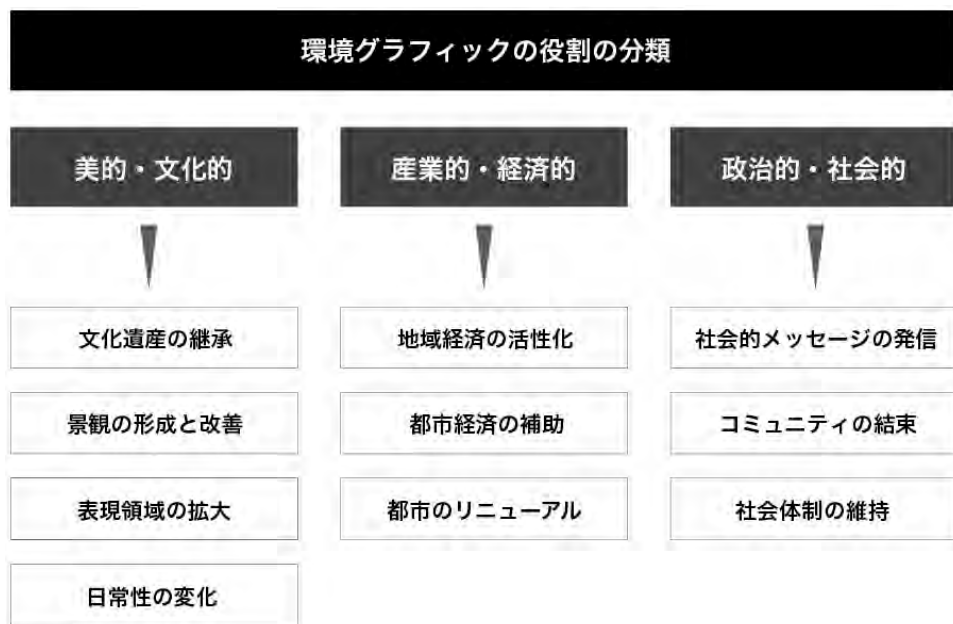 環境グラフィックの役割の分類
美的・文化的
文化遺産の継承
景観の形成と改善
表現領域の拡大
日常性の変化
産業的・経済的
地域経済の活性化
都市経済の補助
都市のリニューアル
政治的・社会的
社会的メッセージの発信
コミュニティの結束
社会体制の維持